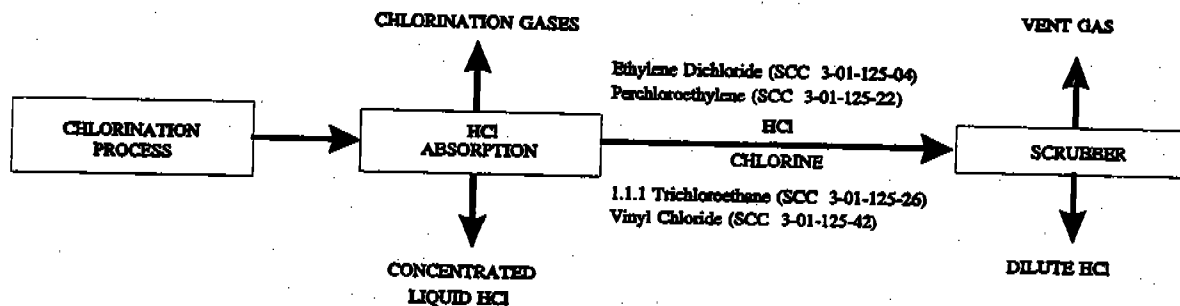 CHLORINATION GASES
VENT GAS
Ethylene Dichloride (SCC 3-01-125-04)
Perchloroethylene (SCC 3-01-125-22)
CHLORINATION
PROCESS
HCl
ABSORPTION
HCl
CHLORINE
SCRUBBER
1.1.1 Trichloroethane (SCC 3-01-125-26)
Vinyl Chloride (SCC 3-01-125-42)
CONCENTRATED
LIQUID HCl
DILUTE HCl